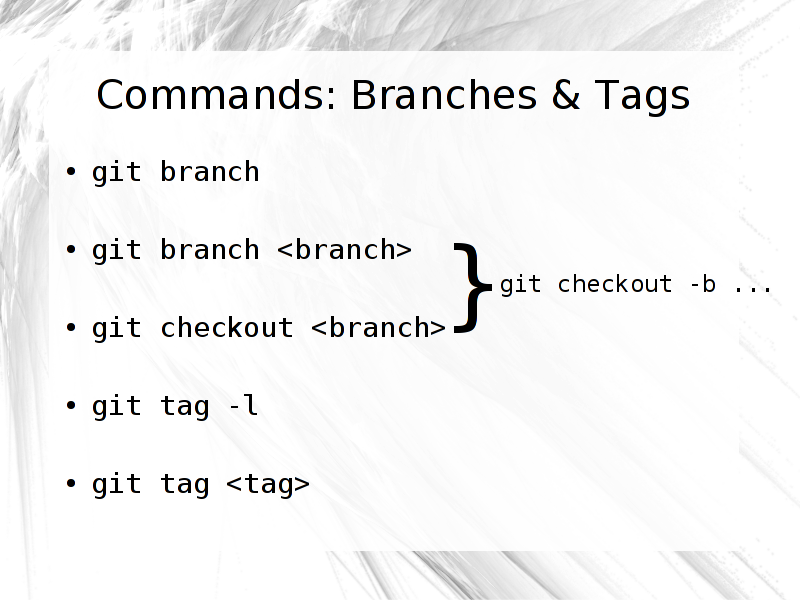 Commands: Branches & Tags
• git branch
• git branch <branch>
} git checkout -b ...
• git checkout <branch>
• git tag -l
• git tag <tag>